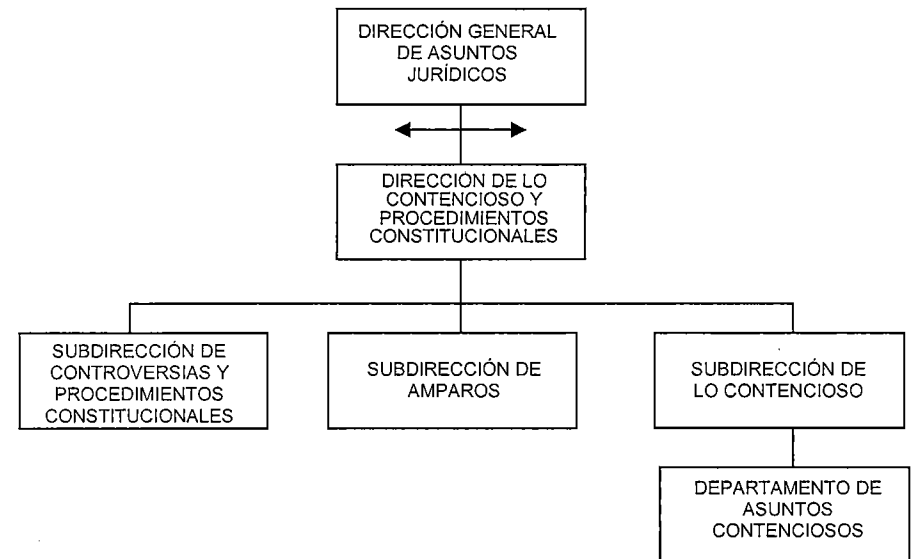 DIRECCIÓN GENERAL
DE ASUNTOS
JURÍDICOS
DIRECCIÓN DE LO
CONTENCIOSO Y
PROCEDIMIENTOS
CONSTITUCIONALES
SUBDIRECCIÓN DE
CONTROVERSIAS Y
PROCEDIMIENTOS
CONSTITUCIONALES
SUBDIRECCIÓN DE
AMPAROS
SUBDIRECCIÓN DE
LO CONTENCIOSO
DEPARTAMENTO DE
ASUNTOS
CONTENCIOSOS